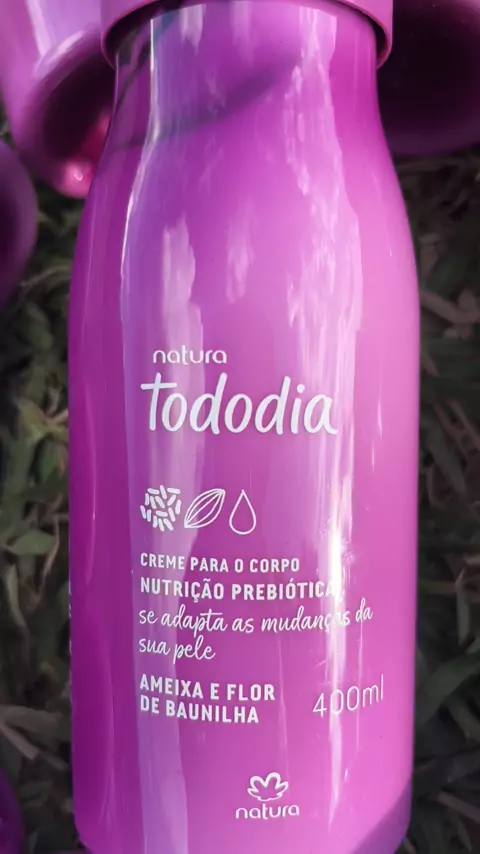 natura
tododia
CREME PARA O CORPO
NUTRIÇÃO PREBIÓTICA,
se adapta as mudanças da
sua pele
AMEIXA E FLOR
DE BAUNILHA
400ml
natura